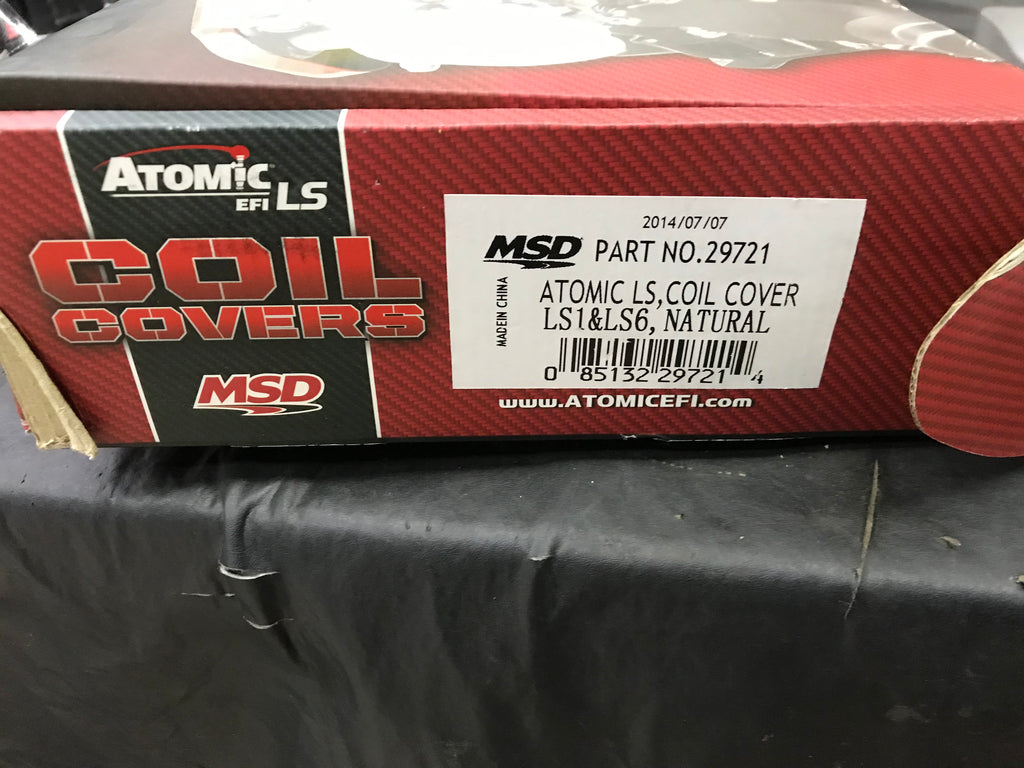 ATOMIC
EFI LS
COIL
COVERS
MSD
2014/07/07
MSD PART NO.29721
MADE IN CHINA
ATOMIC LS,COIL COVER
LS1&LS6, NATURAL
0 85132 29721 4
www.ATOMICEFI.com